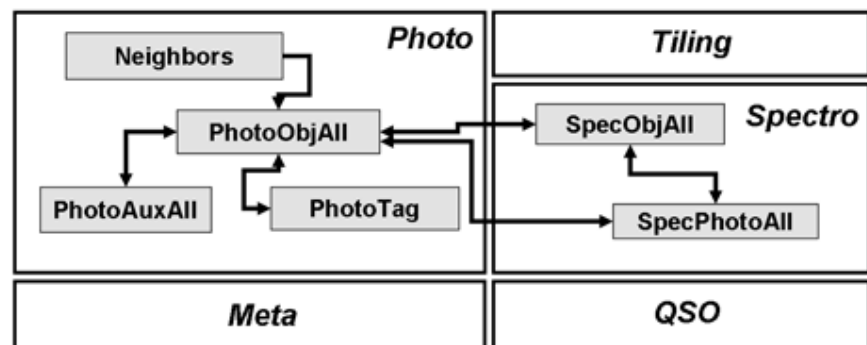 Photo
Neighbors
PhotoObjAll
PhotoAuxAll
PhotoTag
Tiling
Spectro
SpecObjAll
SpecPhotoAll
Meta
QSO